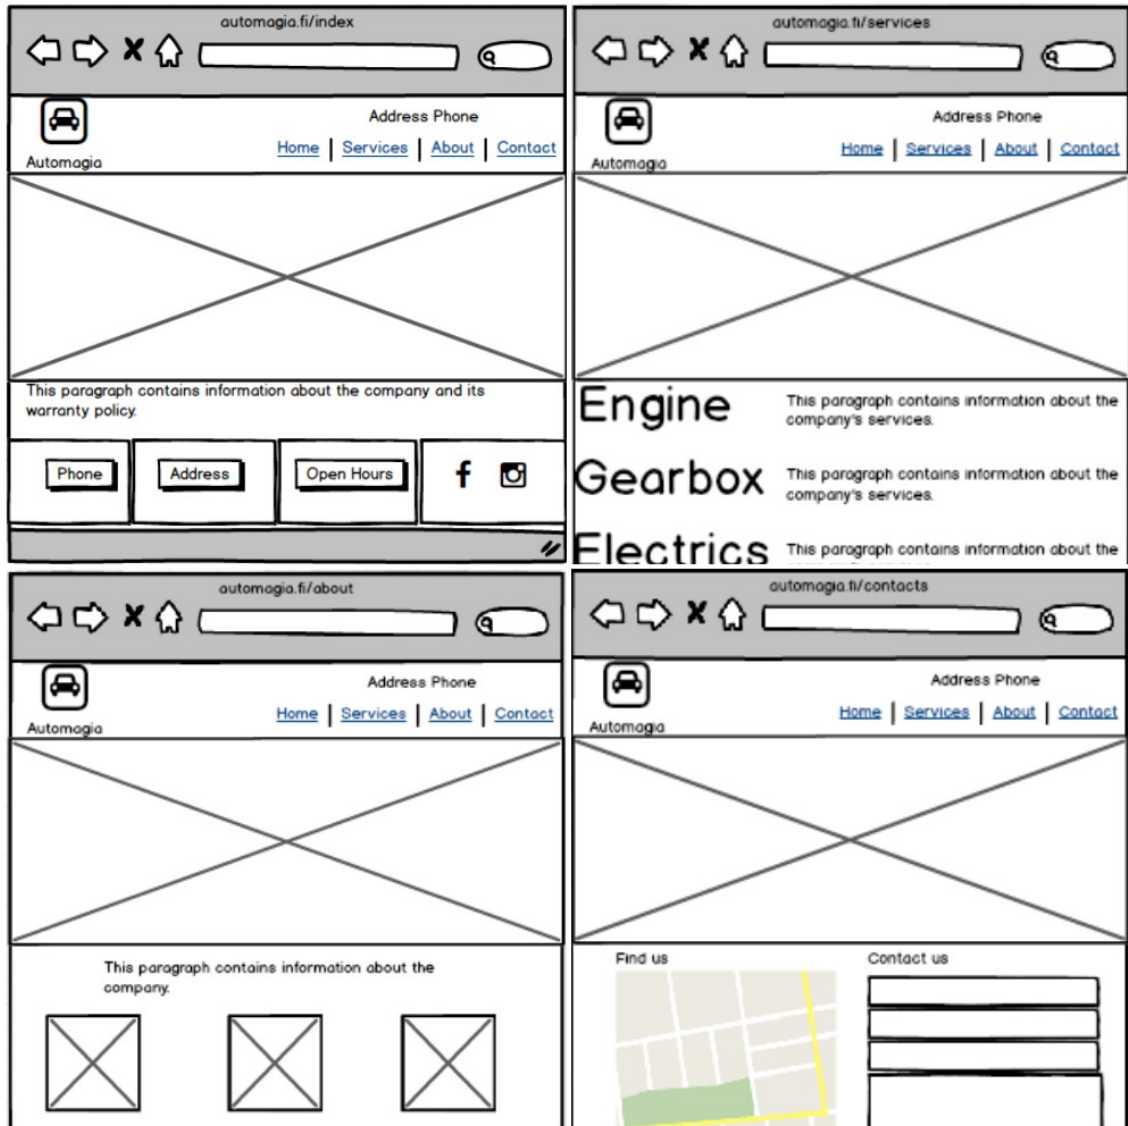 automagia.fi/index
Address Phone
Home | Services | About | Contact
Automagia
This paragraph contains information about the company and its
warranty policy.
Phone
Address
Open Hours
automagia.fi/services
Address Phone
Home | Services | About | Contact
Automagia
Engine
This paragraph contains information about the
company's services.
Gearbox
This paragraph contains information about the
company's services.
Electrics
This paragraph contains information about the
automagia.fi/about
Address Phone
Home | Services | About | Contact
Automagia
This paragraph contains information about the
company.
automagia.fi/contacts
Address Phone
Home | Services | About | Contact
Automagia
Find us
Contact us